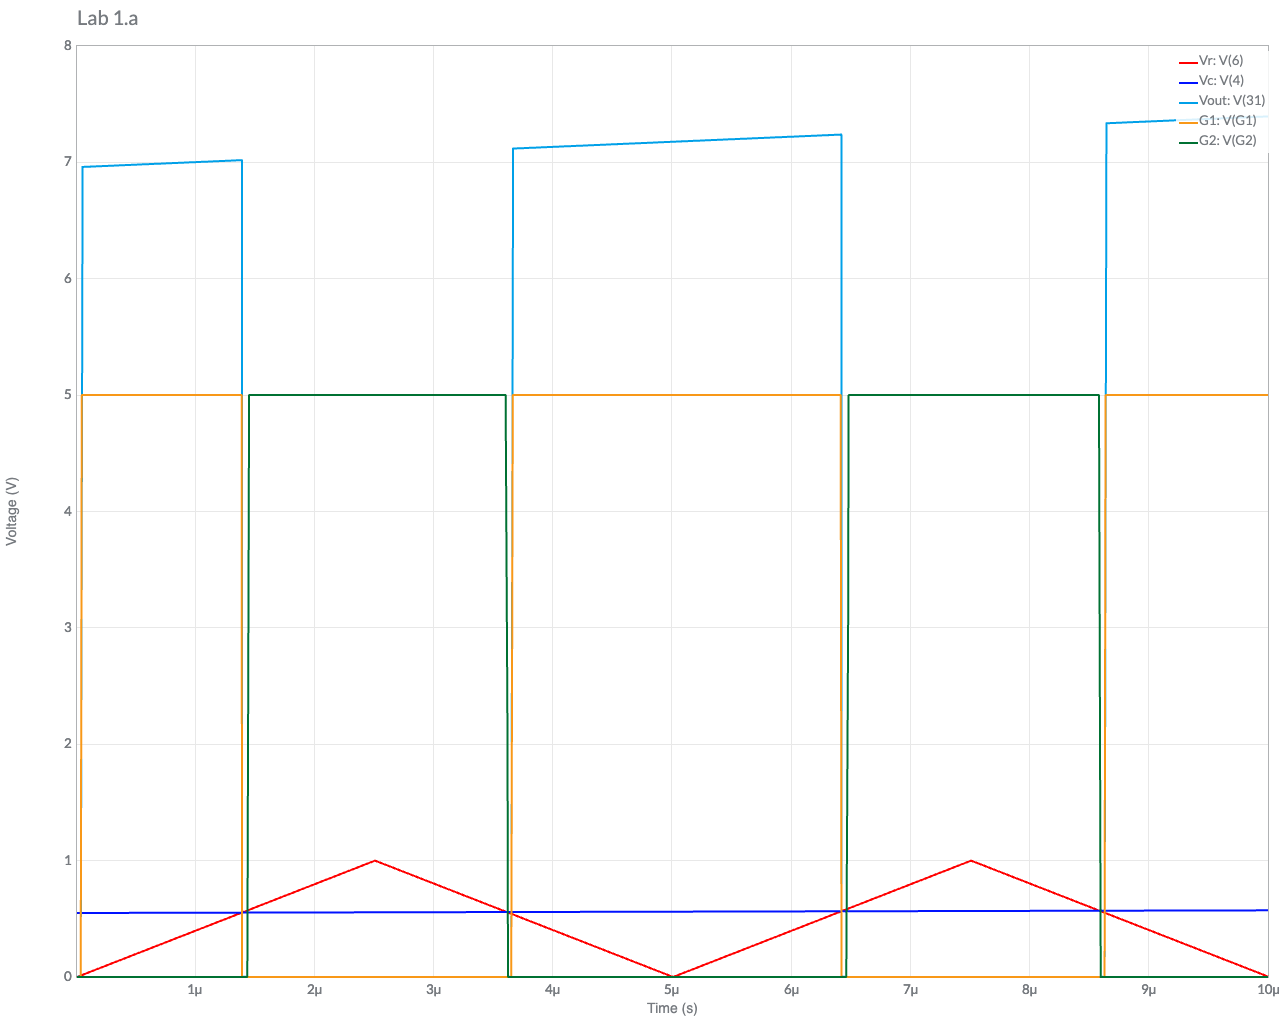 Lab 1.a
8
7
6
5
4
3
2
1
0
Voltage (V)
Vr: V(6)
Vc: V(4)
Vout: V(31)
G1: V(G1)
G2: V(G2)
1μ
2μ
3μ
4μ
5μ
6μ
7μ
8μ
9μ
10μ
Time (s)